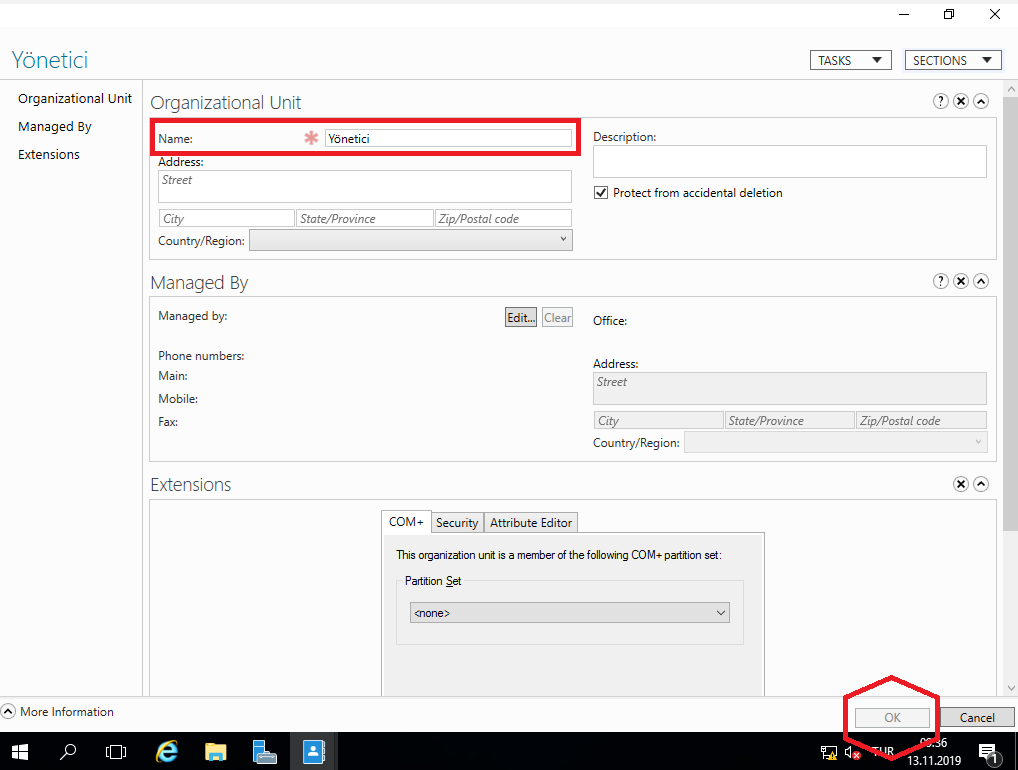 Yönetici
TASKS
SECTIONS
Organizational Unit
Managed By
Extensions
Organizational Unit
Name:
Yönetici
Address:
Street
City
State/Province
Zip/Postal code
Country/Region:
Description:
Protect from accidental deletion
Managed By
Managed by:
Edit...
Clear
Office:
Phone numbers:
Main:
Mobile:
Fax:
Address:
Street
City
State/Province
Zip/Postal code
Country/Region:
Extensions
COM+
Security
Attribute Editor
This organization unit is a member of the following COM+ partition set:
Partition Set
<none>
More Information
OK
Cancel
TUR
13.11.2019
1